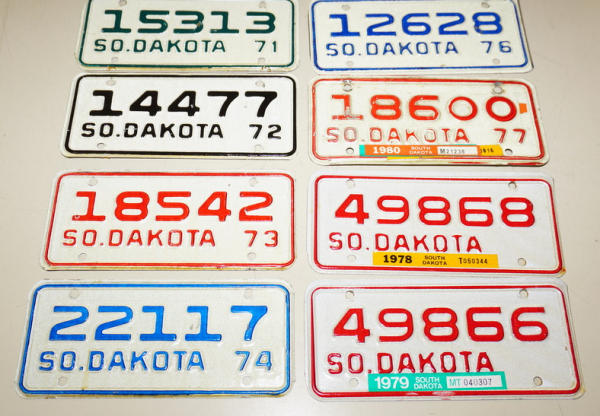 15313
SO.DAKOTA 71
14477
SO.DAKOTA 72
18542
SO.DAKOTA 73
22117
SO.DAKOTA 74
12628
SO.DAKOTA 76
18600
SO.DAKOTA 77
1980 SOUTH DAKOTA M21236
49868
SO.DAKOTA
1978 SOUTH DAKOTA T050344
49866
SO.DAKOTA
1979 SOUTH DAKOTA MT 040307